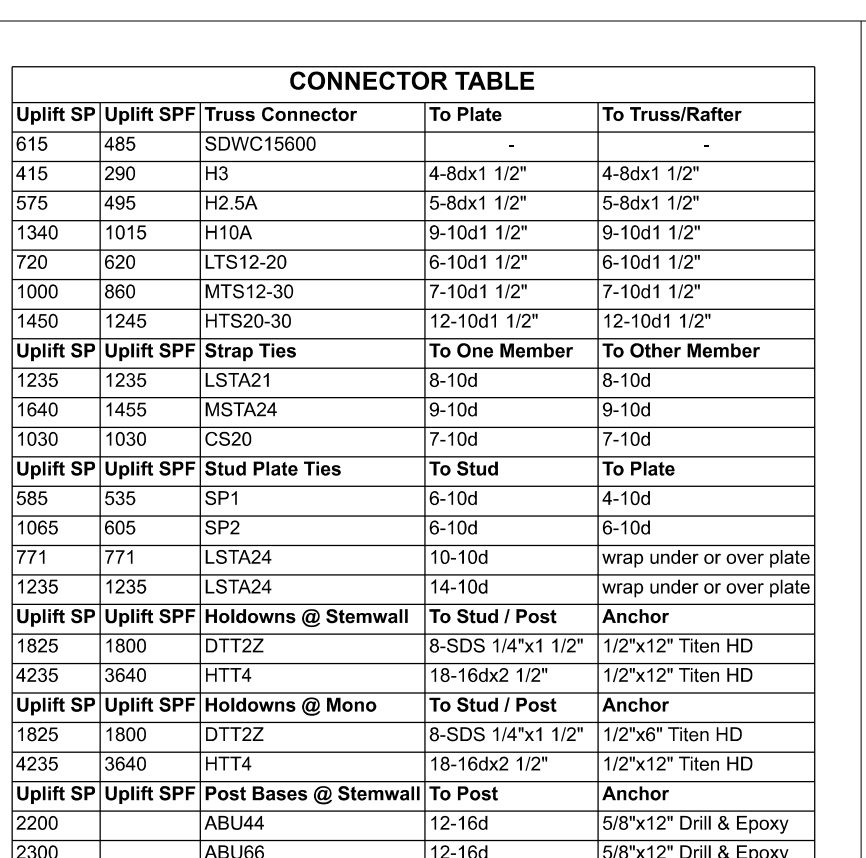 CONNECTOR TABLE
Uplift SP Uplift SPF Truss Connector To Plate To Truss/Rafter
615 485 SDWC15600 - -
415 290 H3 4-8dx1 1/2" 4-8dx1 1/2"
575 495 H2.5A 5-8dx1 1/2" 5-8dx1 1/2"
1340 1015 H10A 9-10d1 1/2" 9-10d1 1/2"
720 620 LTS12-20 6-10d1 1/2" 6-10d1 1/2"
1000 860 MTS12-30 7-10d1 1/2" 7-10d1 1/2"
1450 1245 HTS20-30 12-10d1 1/2" 12-10d1 1/2"
Uplift SP Uplift SPF Strap Ties To One Member To Other Member
1235 1235 LSTA21 8-10d 8-10d
1640 1455 MSTA24 9-10d 9-10d
1030 1030 CS20 7-10d 7-10d
Uplift SP Uplift SPF Stud Plate Ties To Stud To Plate
585 535 SP1 6-10d 4-10d
1065 605 SP2 6-10d 6-10d
771 771 LSTA24 10-10d wrap under or over plate
1235 1235 LSTA24 14-10d wrap under or over plate
Uplift SP Uplift SPF Holdowns @ Stemwall To Stud / Post Anchor
1825 1800 DTT2Z 8-SDS 1/4"x1 1/2" 1/2"x12" Titen HD
4235 3640 HTT4 18-16dx2 1/2" 1/2"x12" Titen HD
Uplift SP Uplift SPF Holdowns @ Mono To Stud / Post Anchor
1825 1800 DTT2Z 8-SDS 1/4"x1 1/2" 1/2"x6" Titen HD
4235 3640 HTT4 18-16dx2 1/2" 1/2"x12" Titen HD
Uplift SP Uplift SPF Post Bases @ Stemwall To Post Anchor
2200 ABU44 12-16d 5/8"x12" Drill & Epoxy
2300 ABU66 12-16d 5/8"x12" Drill & Epoxy